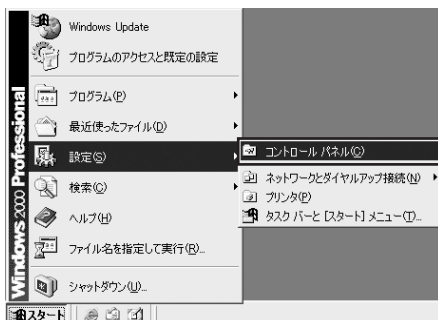 Windows Update
プログラムのアクセスと既定の設定
プログラム(P)
最近使ったファイル(D)
設定(S)
検索(C)
ヘルプ(H)
ファイル名を指定して実行(R)...
シャットダウン(U)...
コントロール パネル(C)
ネットワークとダイヤルアップ接続(N)
プリンタ(P)
タスク バーと [スタート] メニュー(T)...
Windows 2000 Professional
スタート